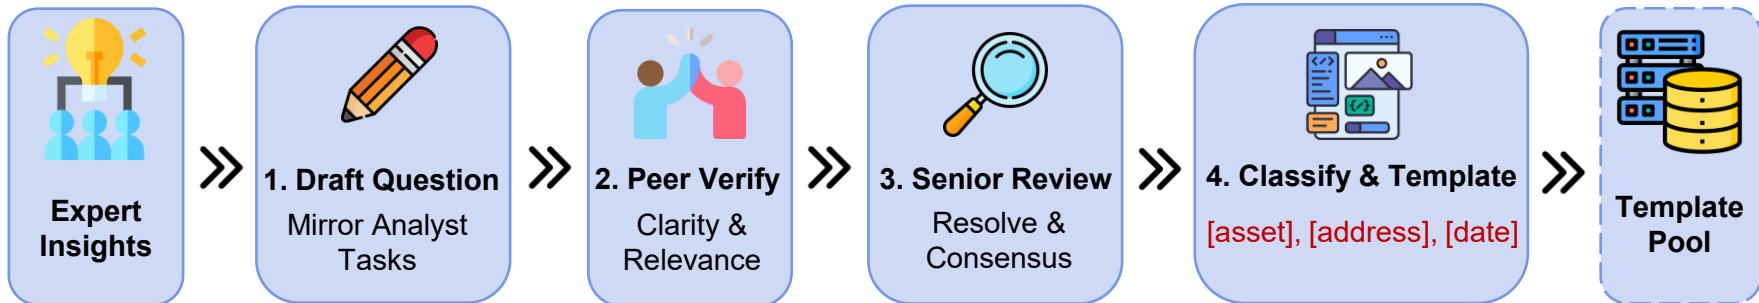 Expert
Insights
1. Draft Question
Mirror Analyst
Tasks
2. Peer Verify
Clarity &
Relevance
3. Senior Review
Resolve &
Consensus
4. Classify & Template
[asset], [address], [date]
Template
Pool